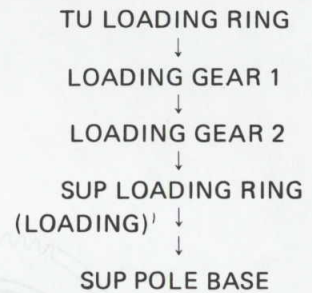 TU LOADING RING
↓
LOADING GEAR 1
↓
LOADING GEAR 2
↓
SUP LOADING RING
(LOADING)⁾ ↓
↓
SUP POLE BASE